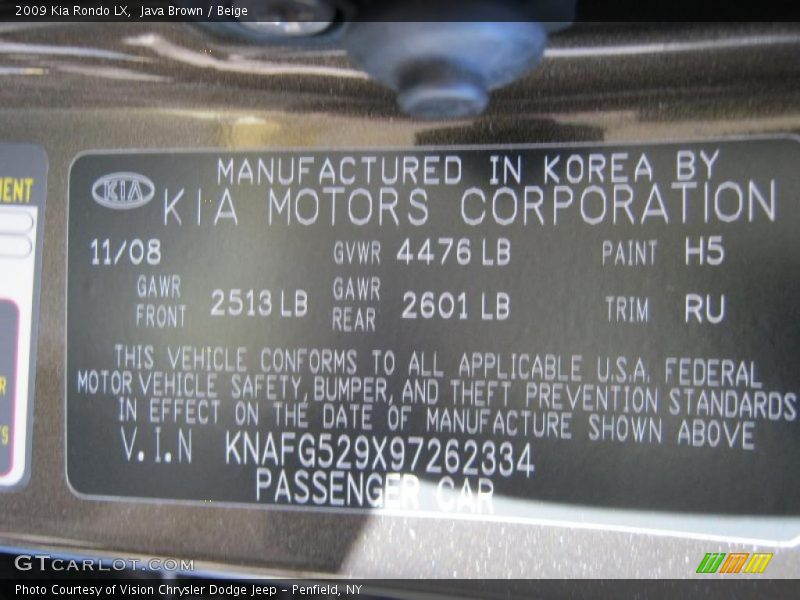 2009 Kia Rondo LX, Java Brown / Beige
MENT
KIA
MANUFACTURED IN KOREA BY
KIA MOTORS CORPORATION
11/08 GVWR 4476 LB PAINT H5
GAWR FRONT 2513 LB GAWR REAR 2601 LB TRIM RU
THIS VEHICLE CONFORMS TO ALL APPLICABLE U.S.A. FEDERAL
MOTOR VEHICLE SAFETY, BUMPER, AND THEFT PREVENTION STANDARDS
IN EFFECT ON THE DATE OF MANUFACTURE SHOWN ABOVE
V.I.N KNAFG529X97262334
PASSENGER CAR
GTCARLOT.COM
Photo Courtesy of Vision Chrysler Dodge Jeep – Penfield, NY